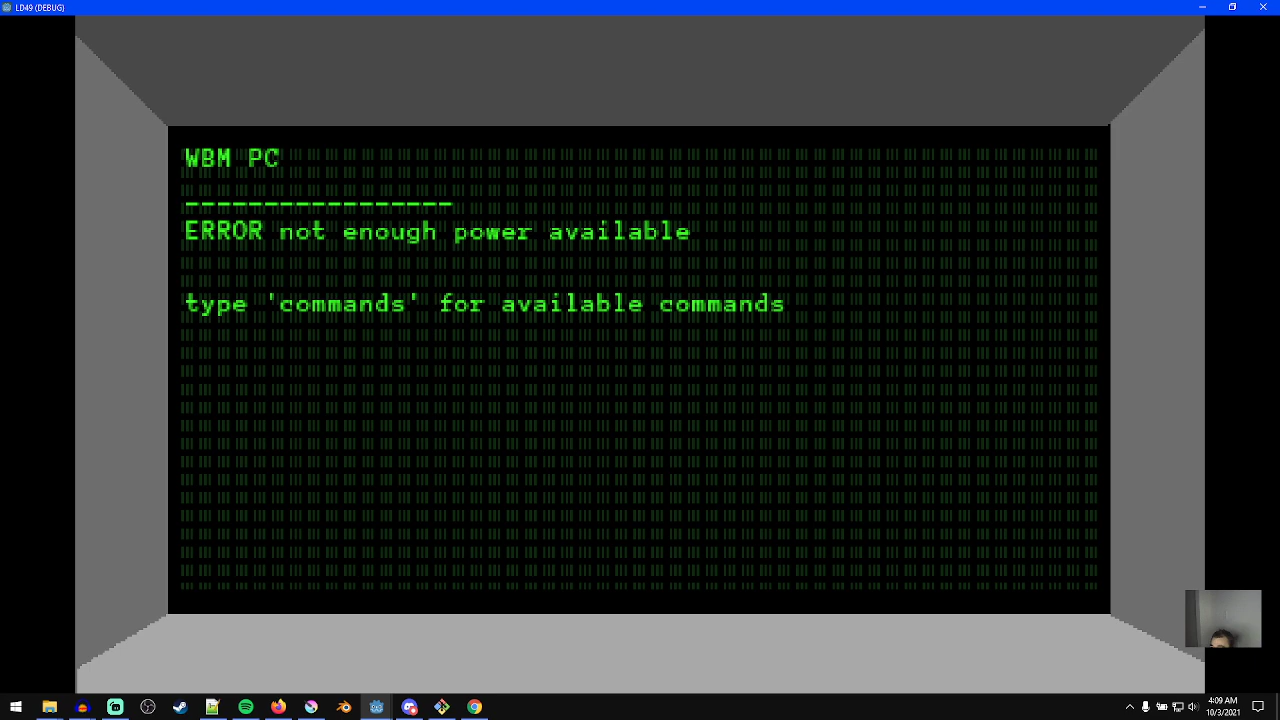 LD49 (DEBUG)
WBM PC
-----------------
ERROR not enough power available
type 'commands' for available commands
4:09 AM
10/3/2021